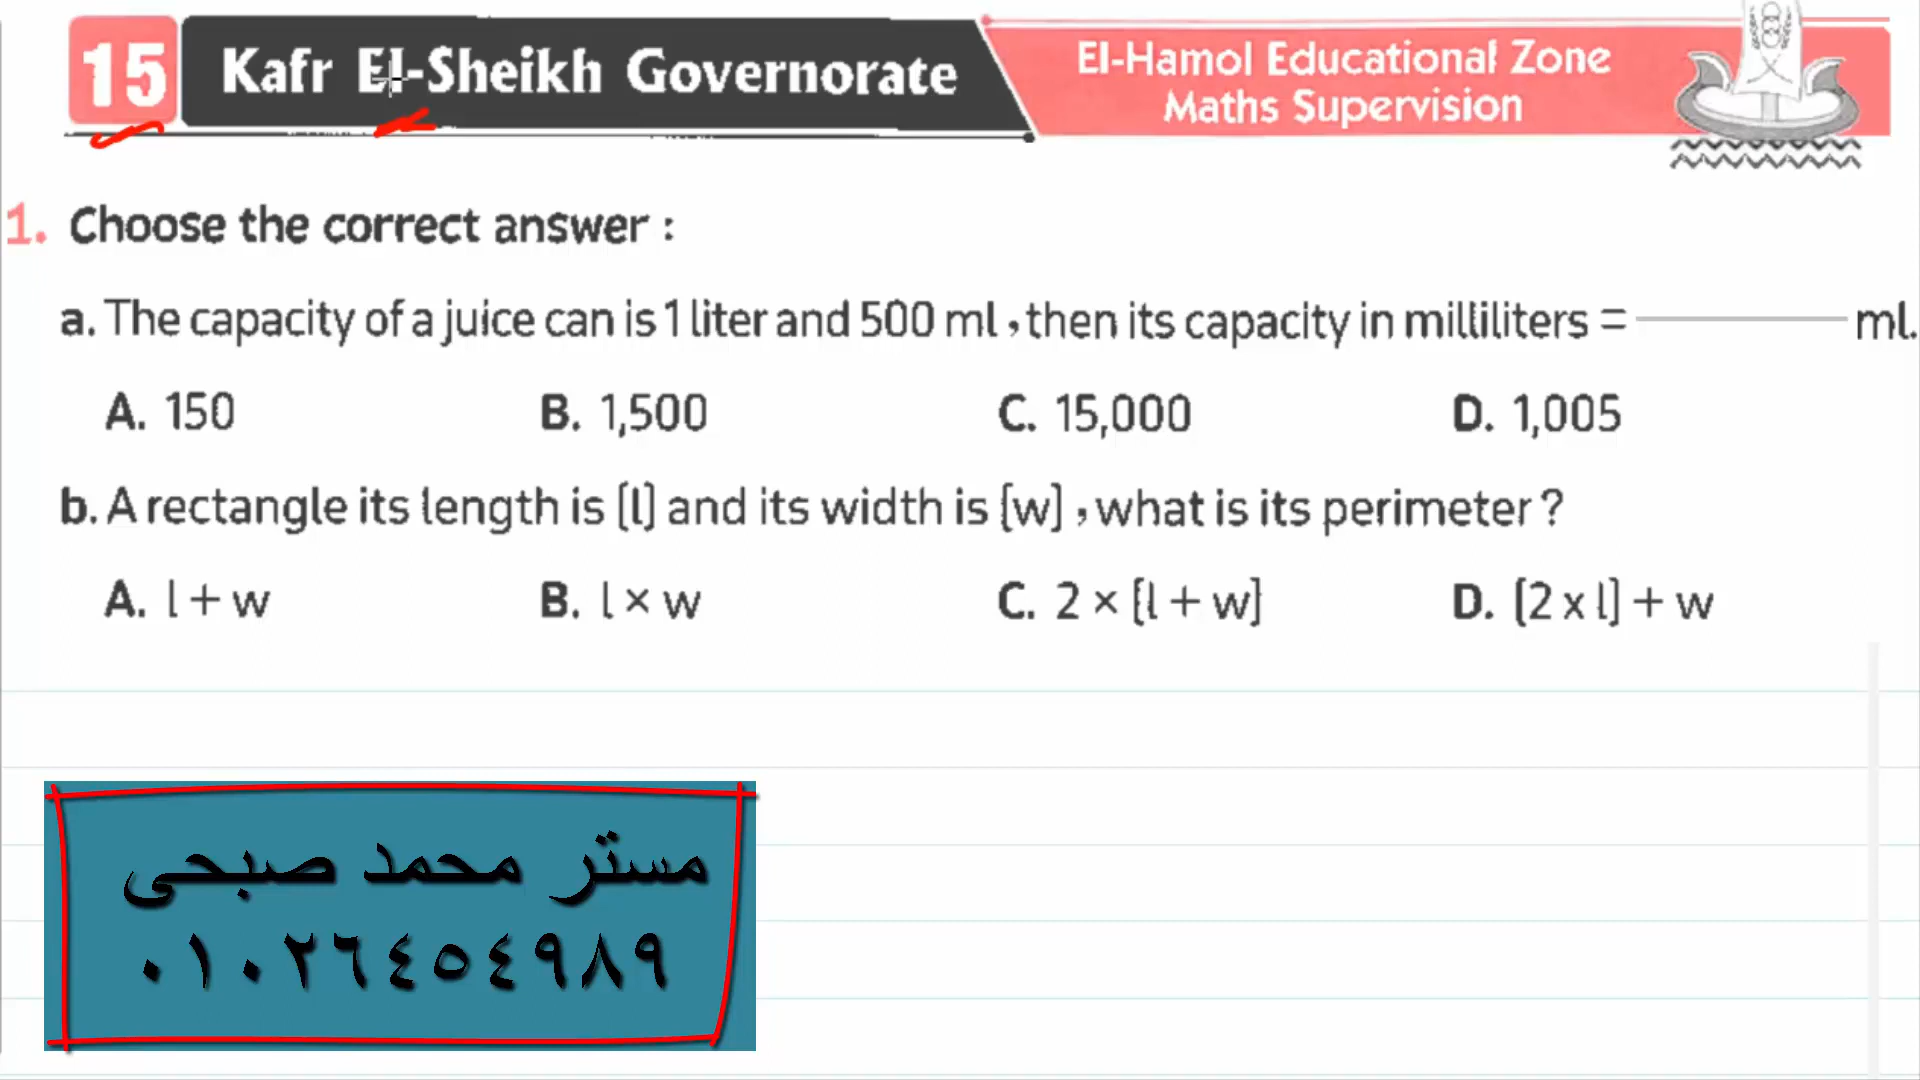 15 Kafr El-Sheikh Governorate
El-Hamol Educational Zone
Maths Supervision
1. Choose the correct answer :
a. The capacity of a juice can is 1 liter and 500 ml , then its capacity in milliliters = ———— ml.
A. 150 B. 1,500 C. 15,000 D. 1,005
b. A rectangle its length is (l) and its width is (w) , what is its perimeter ?
A. l + w B. l × w C. 2 × (l + w) D. (2 x l) + w
مستر محمد صبحى
٠١٠٢٦٤٥٤٩٨٩